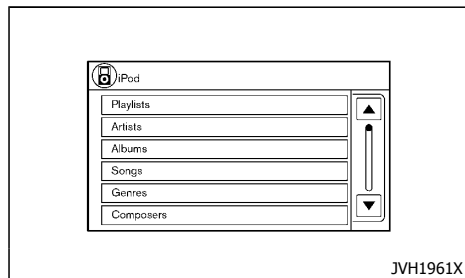 iPod
Playlists
Artists
Albums
Songs
Genres
Composers
JVH1961X